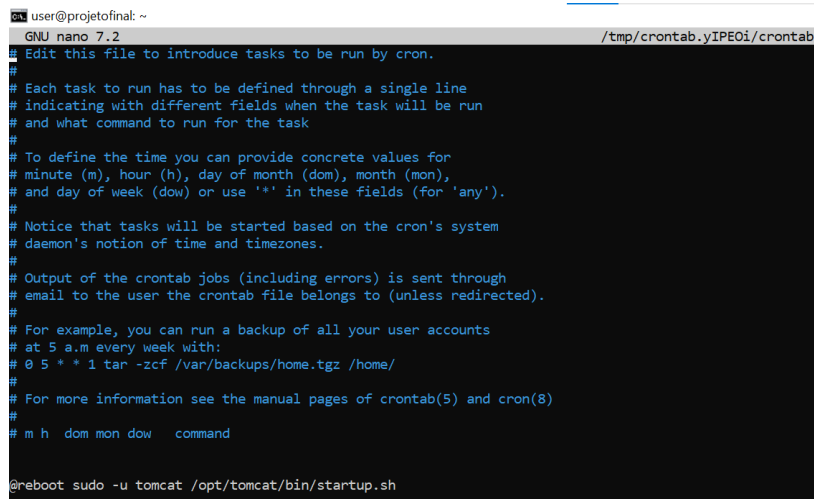 user@projetofinal: ~
GNU nano 7.2 /tmp/crontab.yIPEOi/crontab
# Edit this file to introduce tasks to be run by cron.
#
# Each task to run has to be defined through a single line
# indicating with different fields when the task will be run
# and what command to run for the task
#
# To define the time you can provide concrete values for
# minute (m), hour (h), day of month (dom), month (mon),
# and day of week (dow) or use '*' in these fields (for 'any').
#
# Notice that tasks will be started based on the cron's system
# daemon's notion of time and timezones.
#
# Output of the crontab jobs (including errors) is sent through
# email to the user the crontab file belongs to (unless redirected).
#
# For example, you can run a backup of all your user accounts
# at 5 a.m every week with:
# 0 5 * * 1 tar -zcf /var/backups/home.tgz /home/
#
# For more information see the manual pages of crontab(5) and cron(8)
#
# m h  dom mon dow   command
@reboot sudo -u tomcat /opt/tomcat/bin/startup.sh